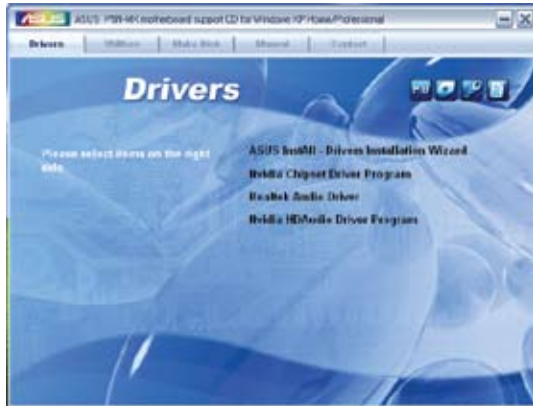 ASUS
ASUS P5N-MX motherboard support CD for Windows XP Home/Professional
Drivers Utilities Make Disk Manual Contact
Drivers
Please select items on the right side
ASUS InstAll - Drivers Installation Wizard
Nvidia Chipset Driver Program
Realtek Audio Driver
Nvidia HDAudio Driver Program